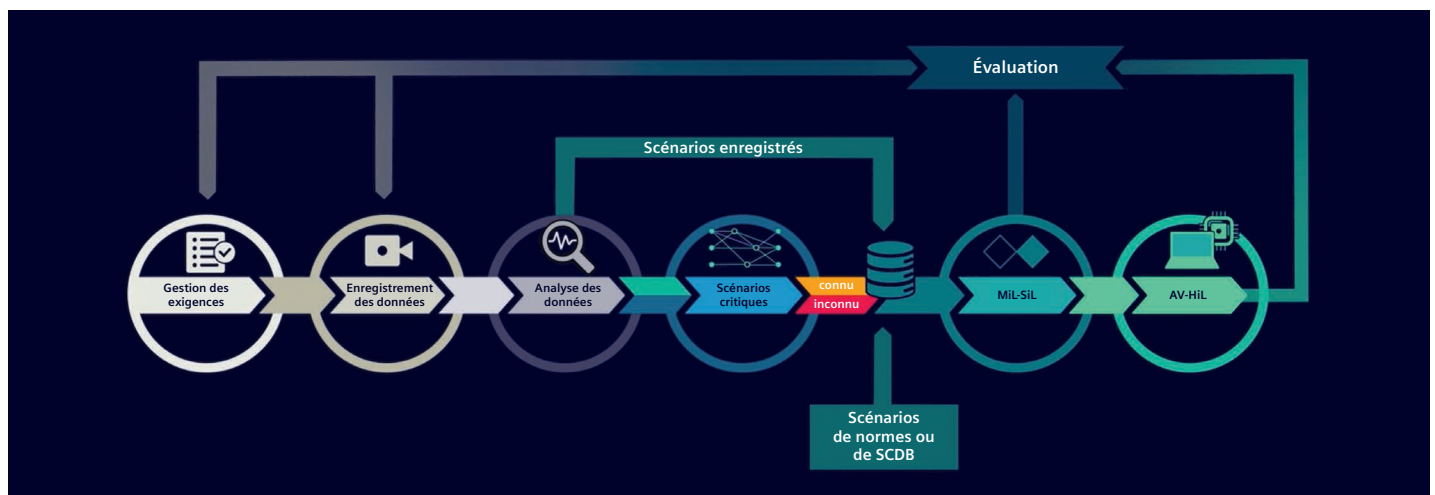 Évaluation
Scénarios enregistrés
Gestion des
exigences
Enregistrement
des données
Analyse des
données
Scénarios
critiques
connu
inconnu
MiL-SiL
AV-HiL
Scénarios
de normes ou
de SCDB